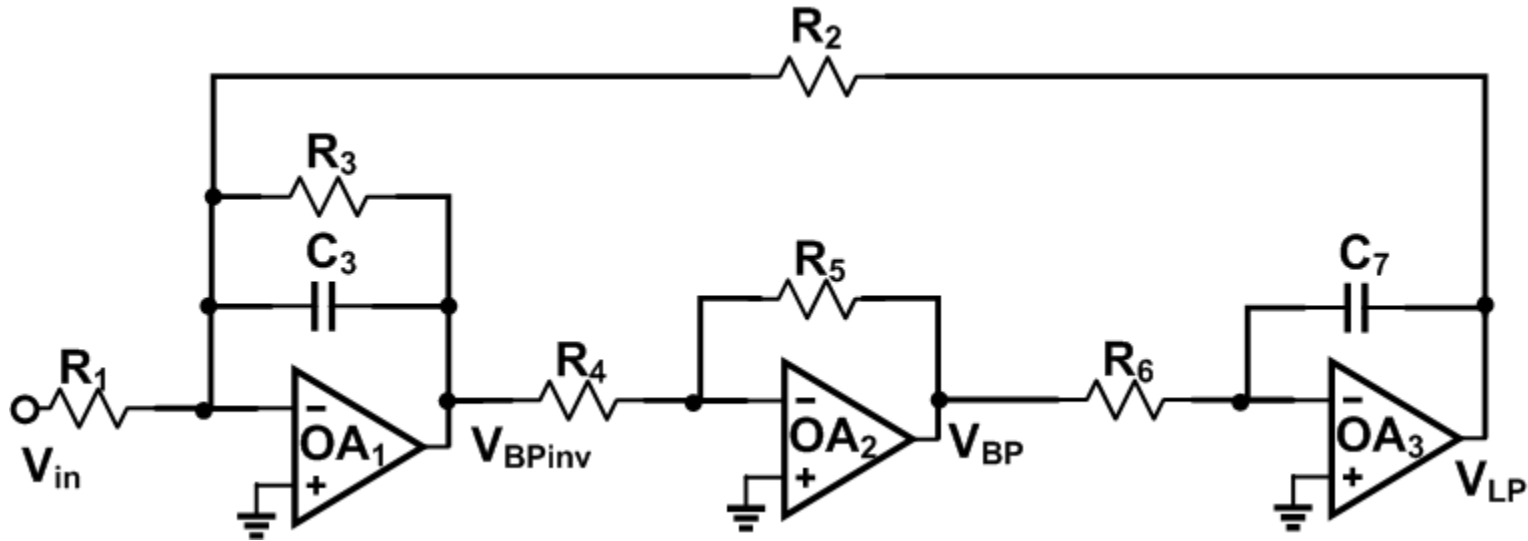 R2
R3
C3
R5
C7
R1
R4
R6
− OA1 +
− OA2 +
− OA3 +
Vin
VBPinv
VBP
VLP